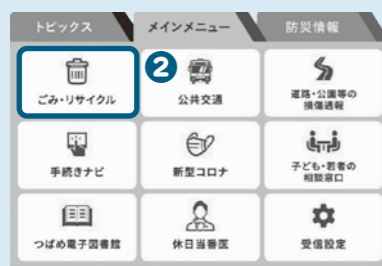 トピックス
メインメニュー
防災情報
ごみ・リサイクル
2
公共交通
道路・公園等の
損傷通報
手続きナビ
新型コロナ
子ども・若者の
相談窓口
つばめ電子図書館
休日当番医
受信設定